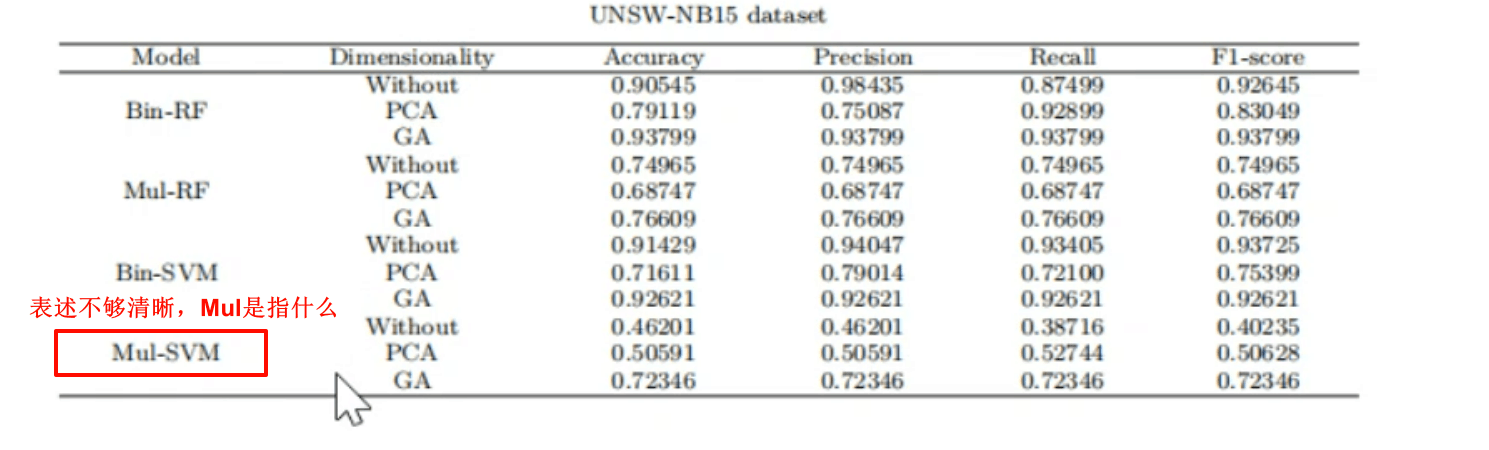 UNSW-NB15 dataset
Model Dimensionality Accuracy Precision Recall F1-score
Without 0.90545 0.98435 0.87499 0.92645
Bin-RF PCA 0.79119 0.75087 0.92899 0.83049
GA 0.93799 0.93799 0.93799 0.93799
Without 0.74965 0.74965 0.74965 0.74965
Mul-RF PCA 0.68747 0.68747 0.68747 0.68747
GA 0.76609 0.76609 0.76609 0.76609
Without 0.91429 0.94047 0.93405 0.93725
Bin-SVM PCA 0.71611 0.79014 0.72100 0.75399
GA 0.92621 0.92621 0.92621 0.92621
表述不够清晰，Mul是指什么
Without 0.46201 0.46201 0.38716 0.40235
Mul-SVM PCA 0.50591 0.50591 0.52744 0.50628
GA 0.72346 0.72346 0.72346 0.72346